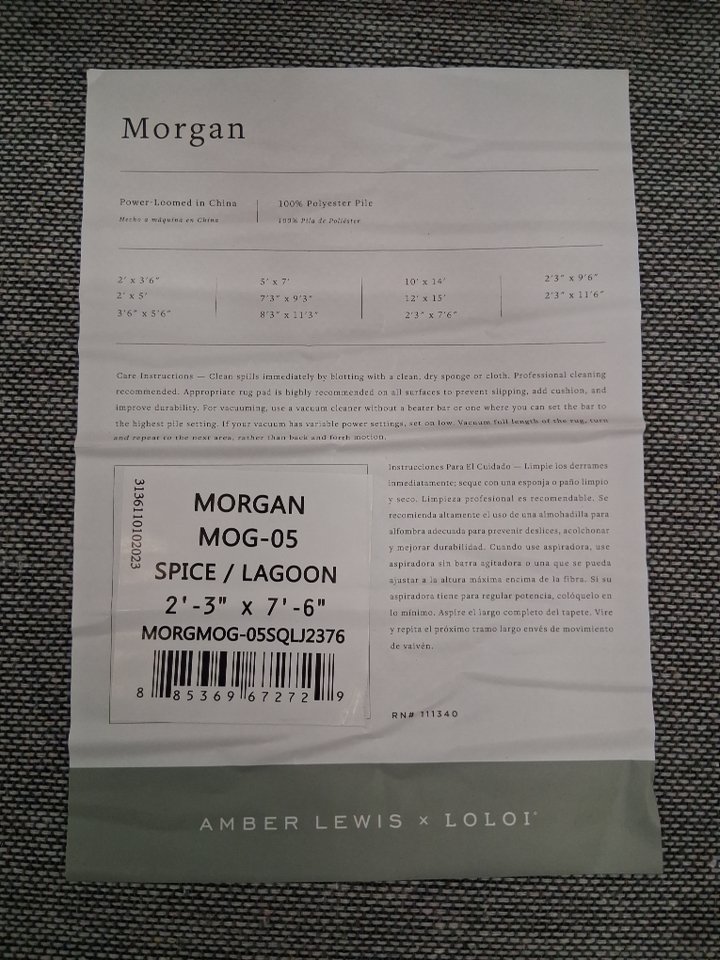 Morgan
Power-Loomed in China
Hecho a máquina en China
100% Polyester Pile
100% Pila de Poliéster
2' x 3'6"
2' x 5'
3'6" x 5'6"
5' x 7'
7'3" x 9'3"
8'3" x 11'3"
10' x 14'
12' x 15'
2'3" x 7'6"
2'3" x 9'6"
2'3" x 11'6"
Care Instructions — Clean spills immediately by blotting with a clean, dry sponge or cloth. Professional cleaning
recommended. Appropriate rug pad is highly recommended on all surfaces to prevent slipping, add cushion, and
improve durability. For vacuuming, use a vacuum cleaner without a beater bar or one where you can set the bar to
the highest pile setting. If your vacuum has variable power settings, set on low. Vacuum full length of the rug, turn
and repeat to the next area, rather than back and forth motion.
3136110102023
MORGAN
MOG-05
SPICE / LAGOON
2'-3" x 7'-6"
MORGMOG-05SQLJ2376
8 85369 67272 9
Instrucciones Para El Cuidado — Limpie los derrames
inmediatamente; seque con una esponja o paño limpio
y seco. Limpieza profesional es recomendable. Se
recomienda altamente el uso de una almohadilla para
alfombra adecuada para prevenir deslices, acolchonar
y mejorar durabilidad. Cuando use aspiradora, use
aspiradora sin barra agitadora o una que se pueda
ajustar a la altura máxima encima de la fibra. Si su
aspiradora tiene para regular potencia, colóquelo en
lo mínimo. Aspire el largo completo del tapete. Vire
y repita el próximo tramo largo envés de movimiento
de vaivén.
RN# 111340
AMBER LEWIS × LOLOI